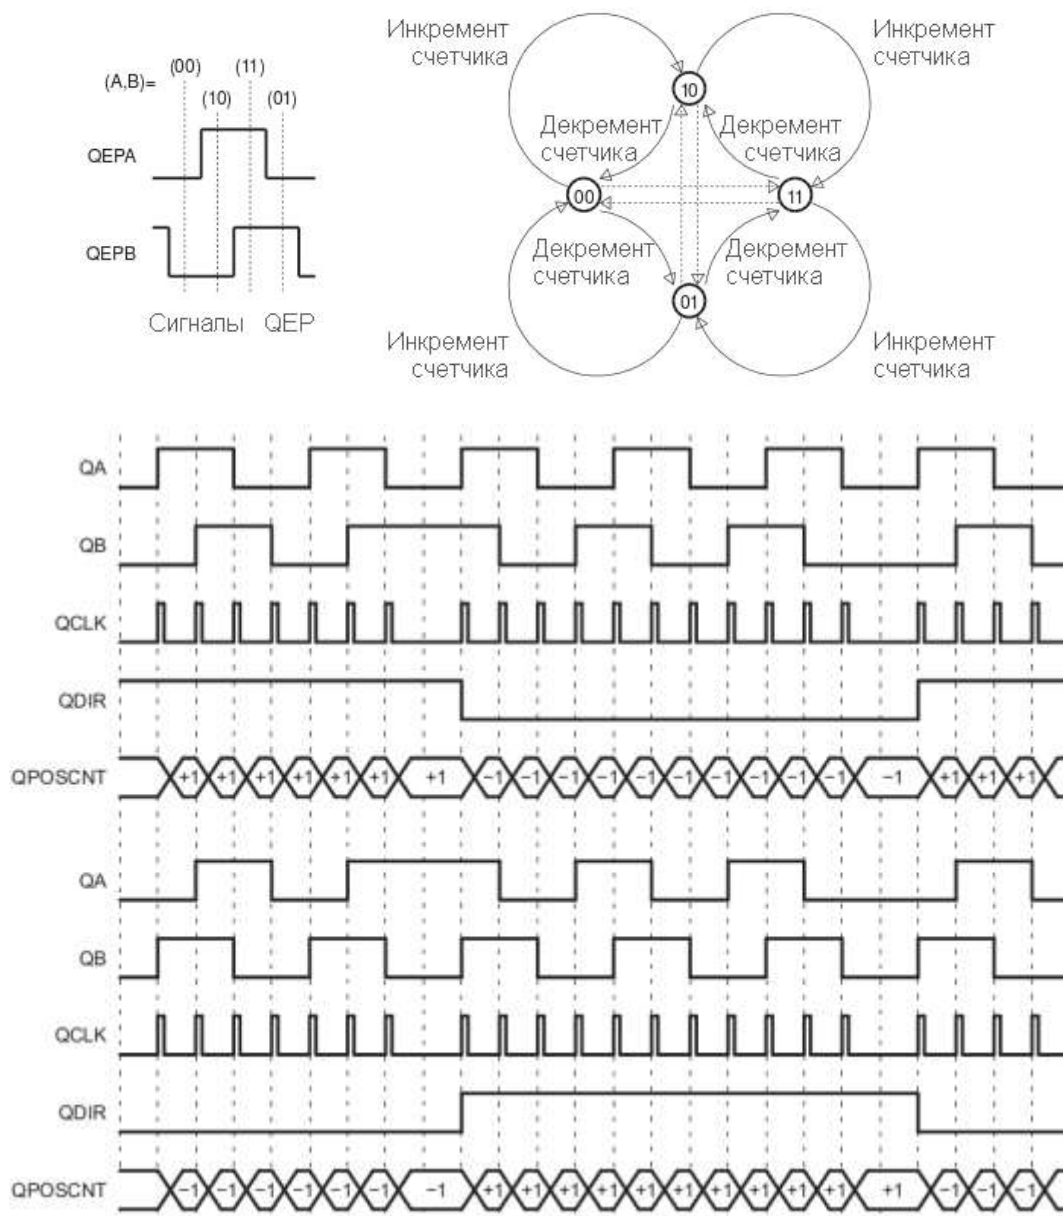 (A,B)=
(00)
(11)
(10)
(01)
QEPA
QEPB
Сигналы QEP
Инкремент
счетчика
Инкремент
счетчика
10
Декремент
счетчика
Декремент
счетчика
00
11
Декремент
счетчика
Декремент
счетчика
01
Инкремент
счетчика
Инкремент
счетчика
QA
QB
QCLK
QDIR
QPOSCNT +1 +1 +1 +1 +1 +1 +1 −1 −1 −1 −1 −1 −1 −1 −1 −1 −1 −1 +1 +1 +1
QA
QB
QCLK
QDIR
QPOSCNT −1 −1 −1 −1 −1 −1 −1 +1 +1 +1 +1 +1 +1 +1 +1 +1 +1 +1 −1 −1 −1